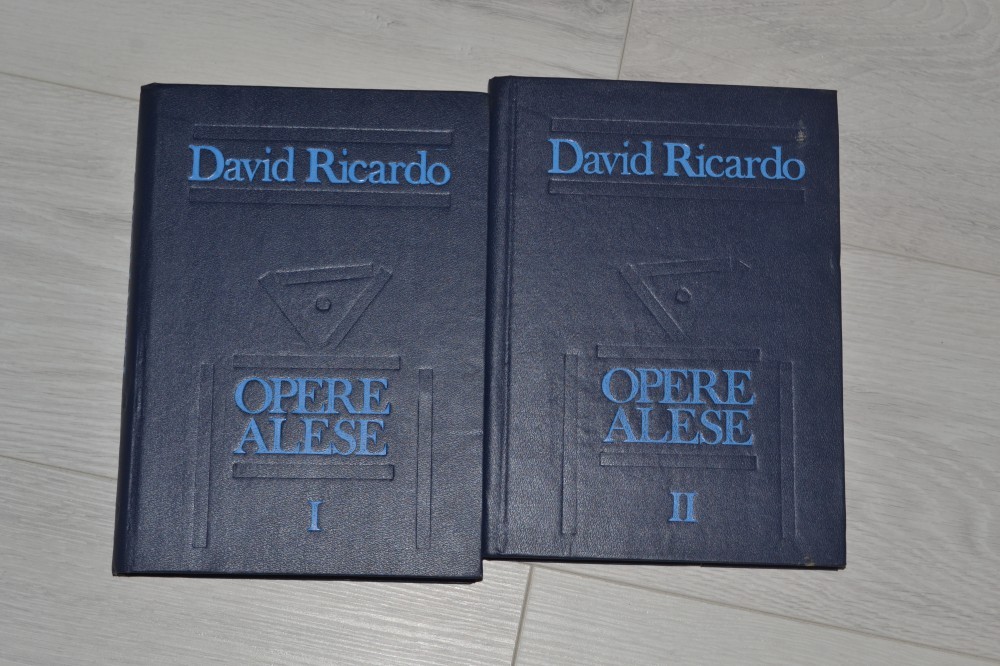 David Ricardo
OPERE
ALESE
I
David Ricardo
OPERE
ALESE
II